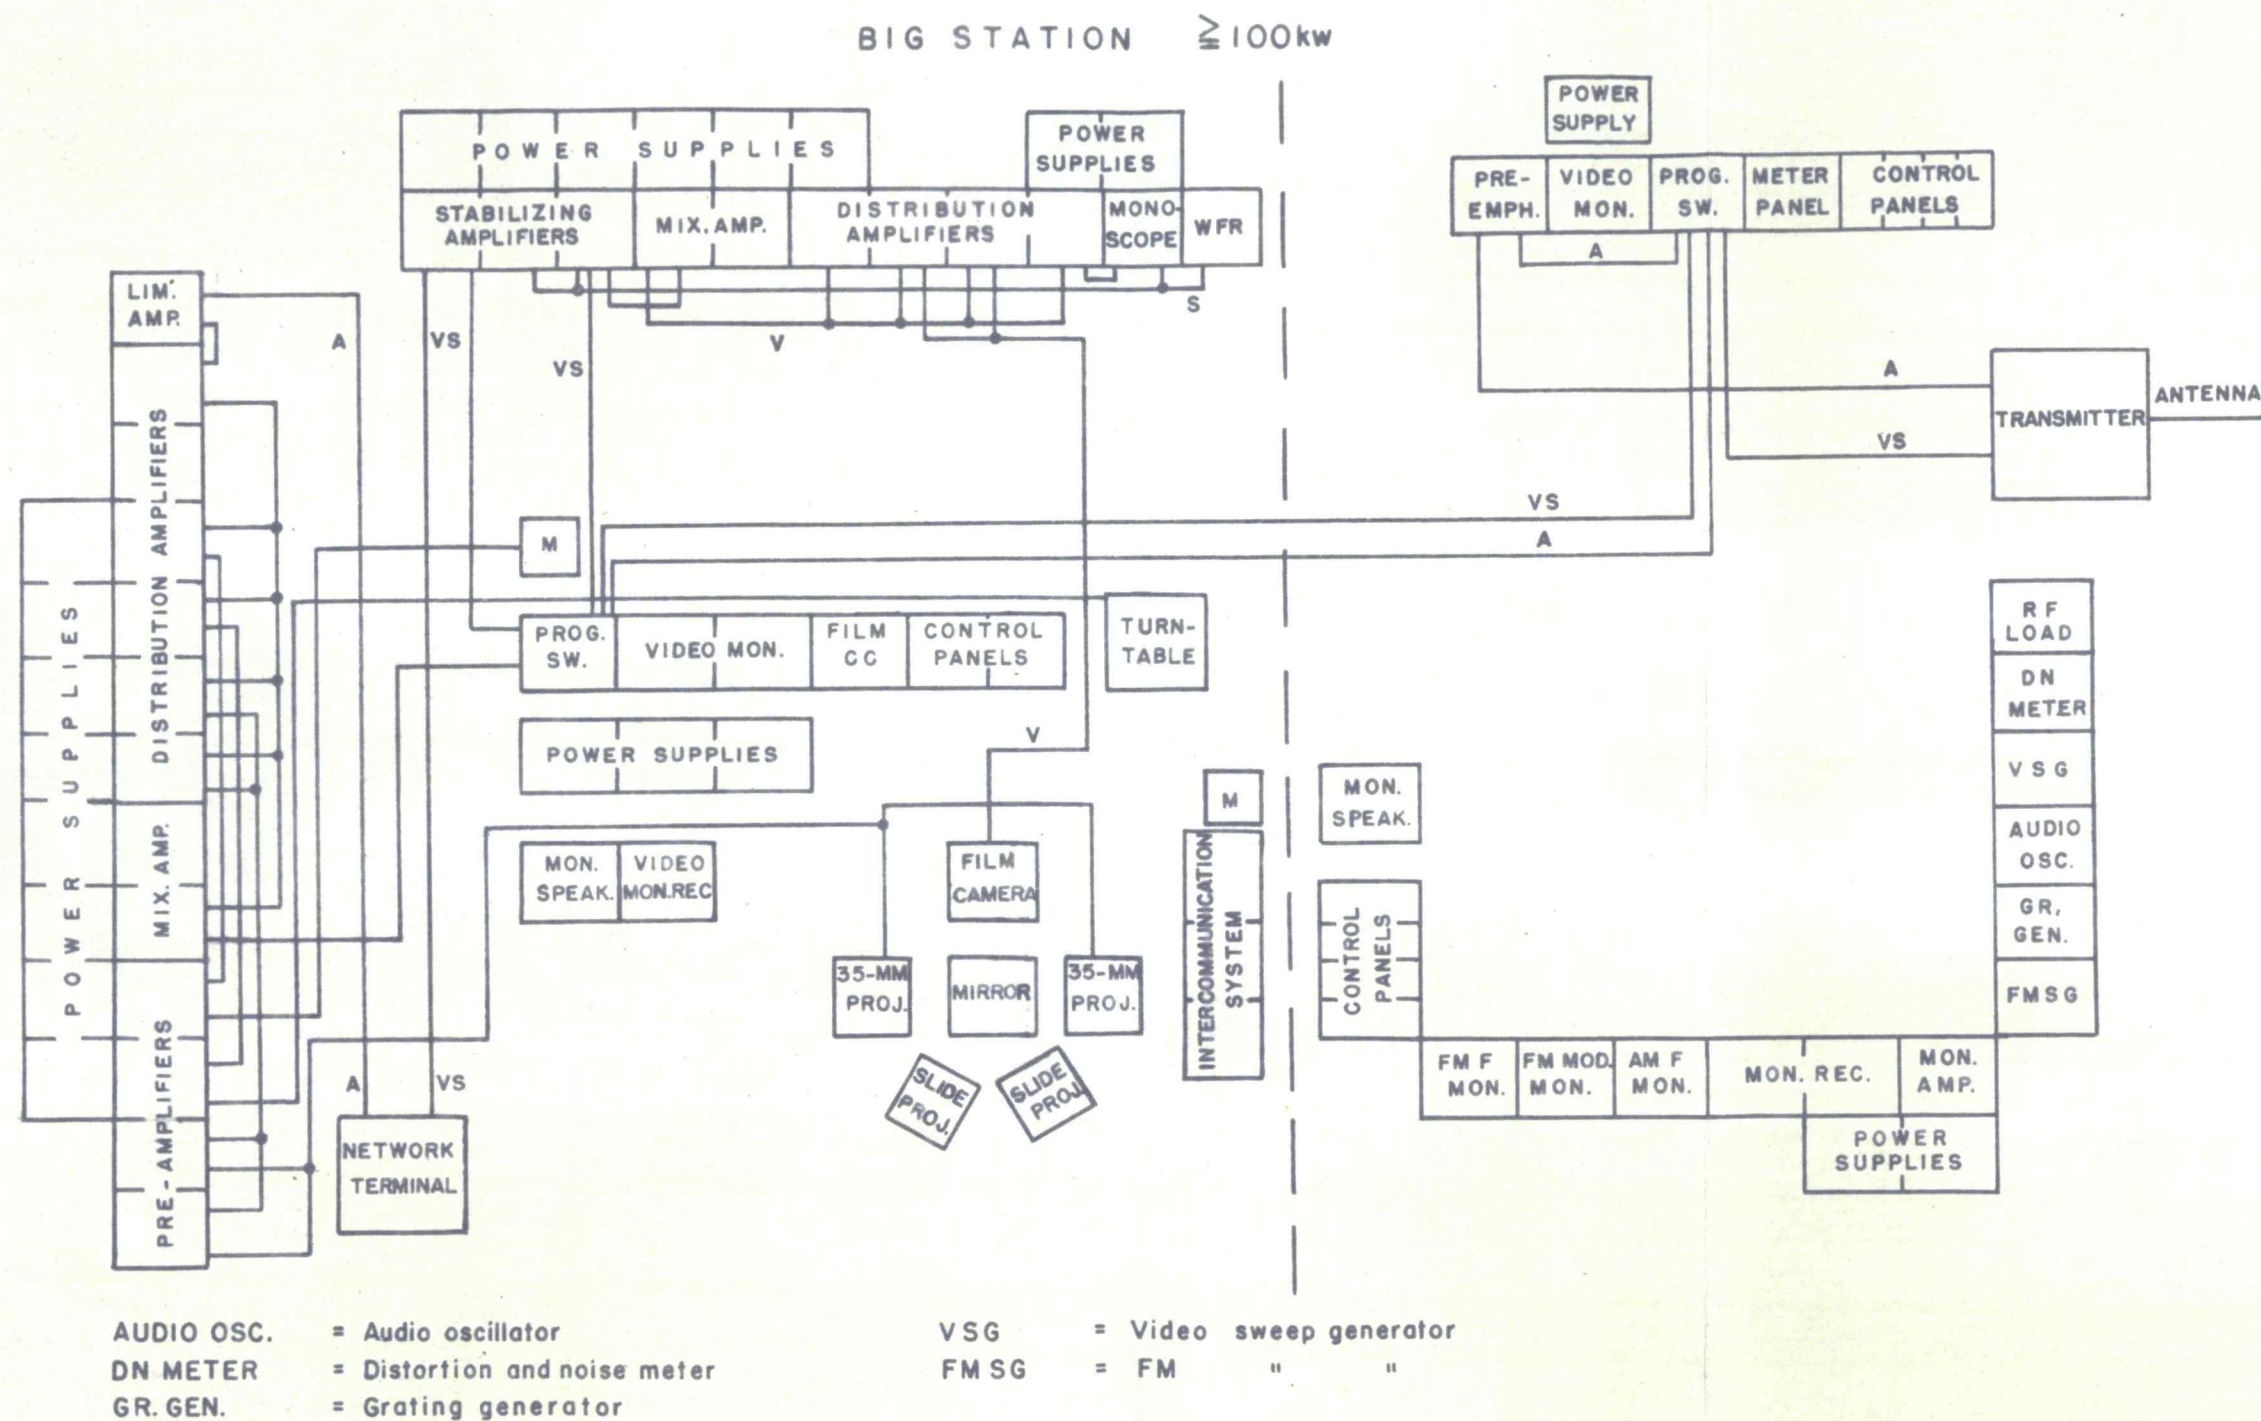 BIG STATION ≧100kw
POWER SUPPLIES
POWER
SUPPLIES
STABILIZING
AMPLIFIERS
MIX. AMP.
DISTRIBUTION
AMPLIFIERS
MONO-
SCOPE
WFR
S
V
A
VS
VS
LIM.
AMP.
DISTRIBUTION AMPLIFIERS
MIX. AMP.
PRE-AMPLIFIERS
POWER SUPPLIES
M
PROG.
SW.
VIDEO MON.
FILM
CC
CONTROL
PANELS
TURN-
TABLE
POWER SUPPLIES
V
MON.
SPEAK.
VIDEO
MON.REC
FILM
CAMERA
35-MM
PROJ.
MIRROR
35-MM
PROJ.
SLIDE
PROJ.
SLIDE
PROJ.
M
INTERCOMMUNICATION
SYSTEM
A
VS
NETWORK
TERMINAL
POWER
SUPPLY
PRE-
EMPH.
VIDEO
MON.
PROG.
SW.
METER
PANEL
CONTROL
PANELS
A
A
VS
TRANSMITTER
ANTENNA
VS
A
RF
LOAD
DN
METER
VSG
AUDIO
OSC.
GR,
GEN.
FMSG
MON.
SPEAK.
CONTROL
PANELS
FM F
MON.
FM MOD.
MON.
AM F
MON.
MON. REC.
MON.
AMP.
POWER
SUPPLIES
AUDIO OSC. = Audio oscillator
DN METER = Distortion and noise meter
GR. GEN. = Grating generator
VSG = Video sweep generator
FM SG = FM " "